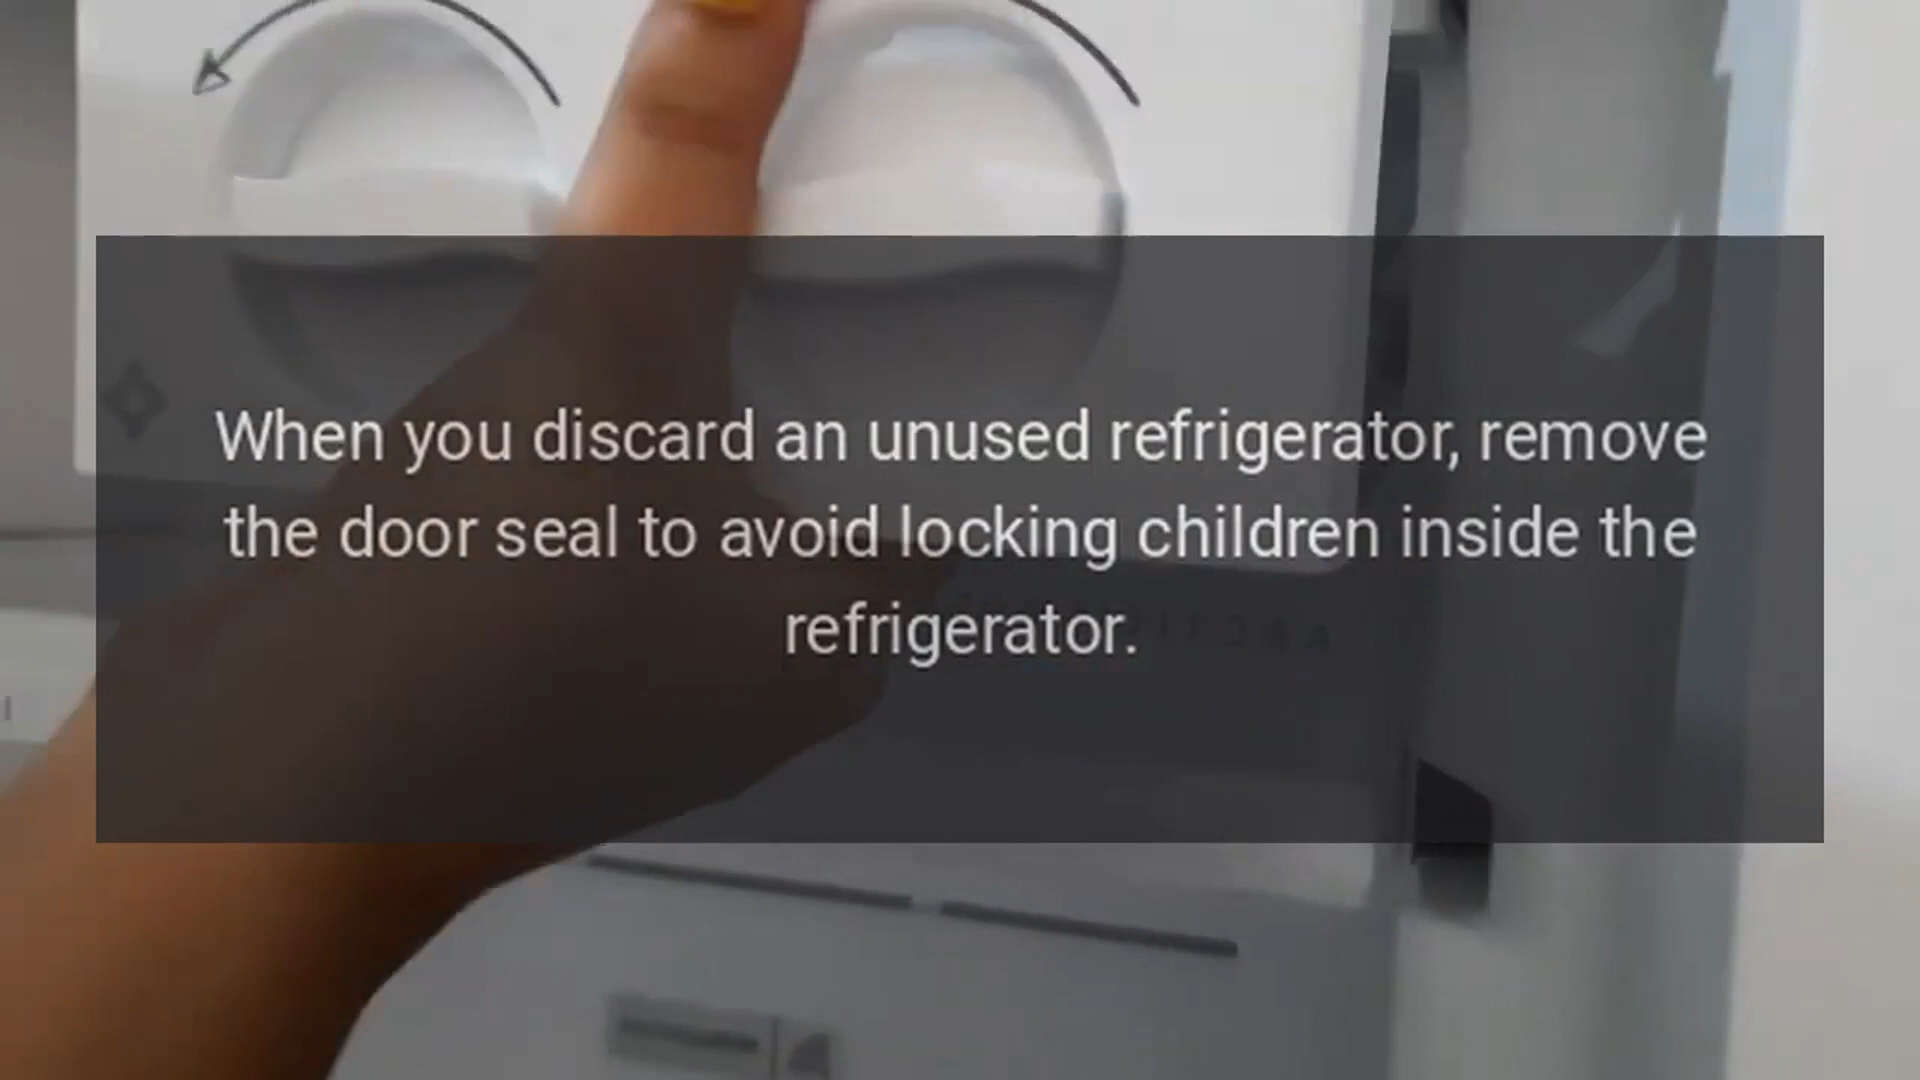 When you discard an unused refrigerator, remove
the door seal to avoid locking children inside the
refrigerator.